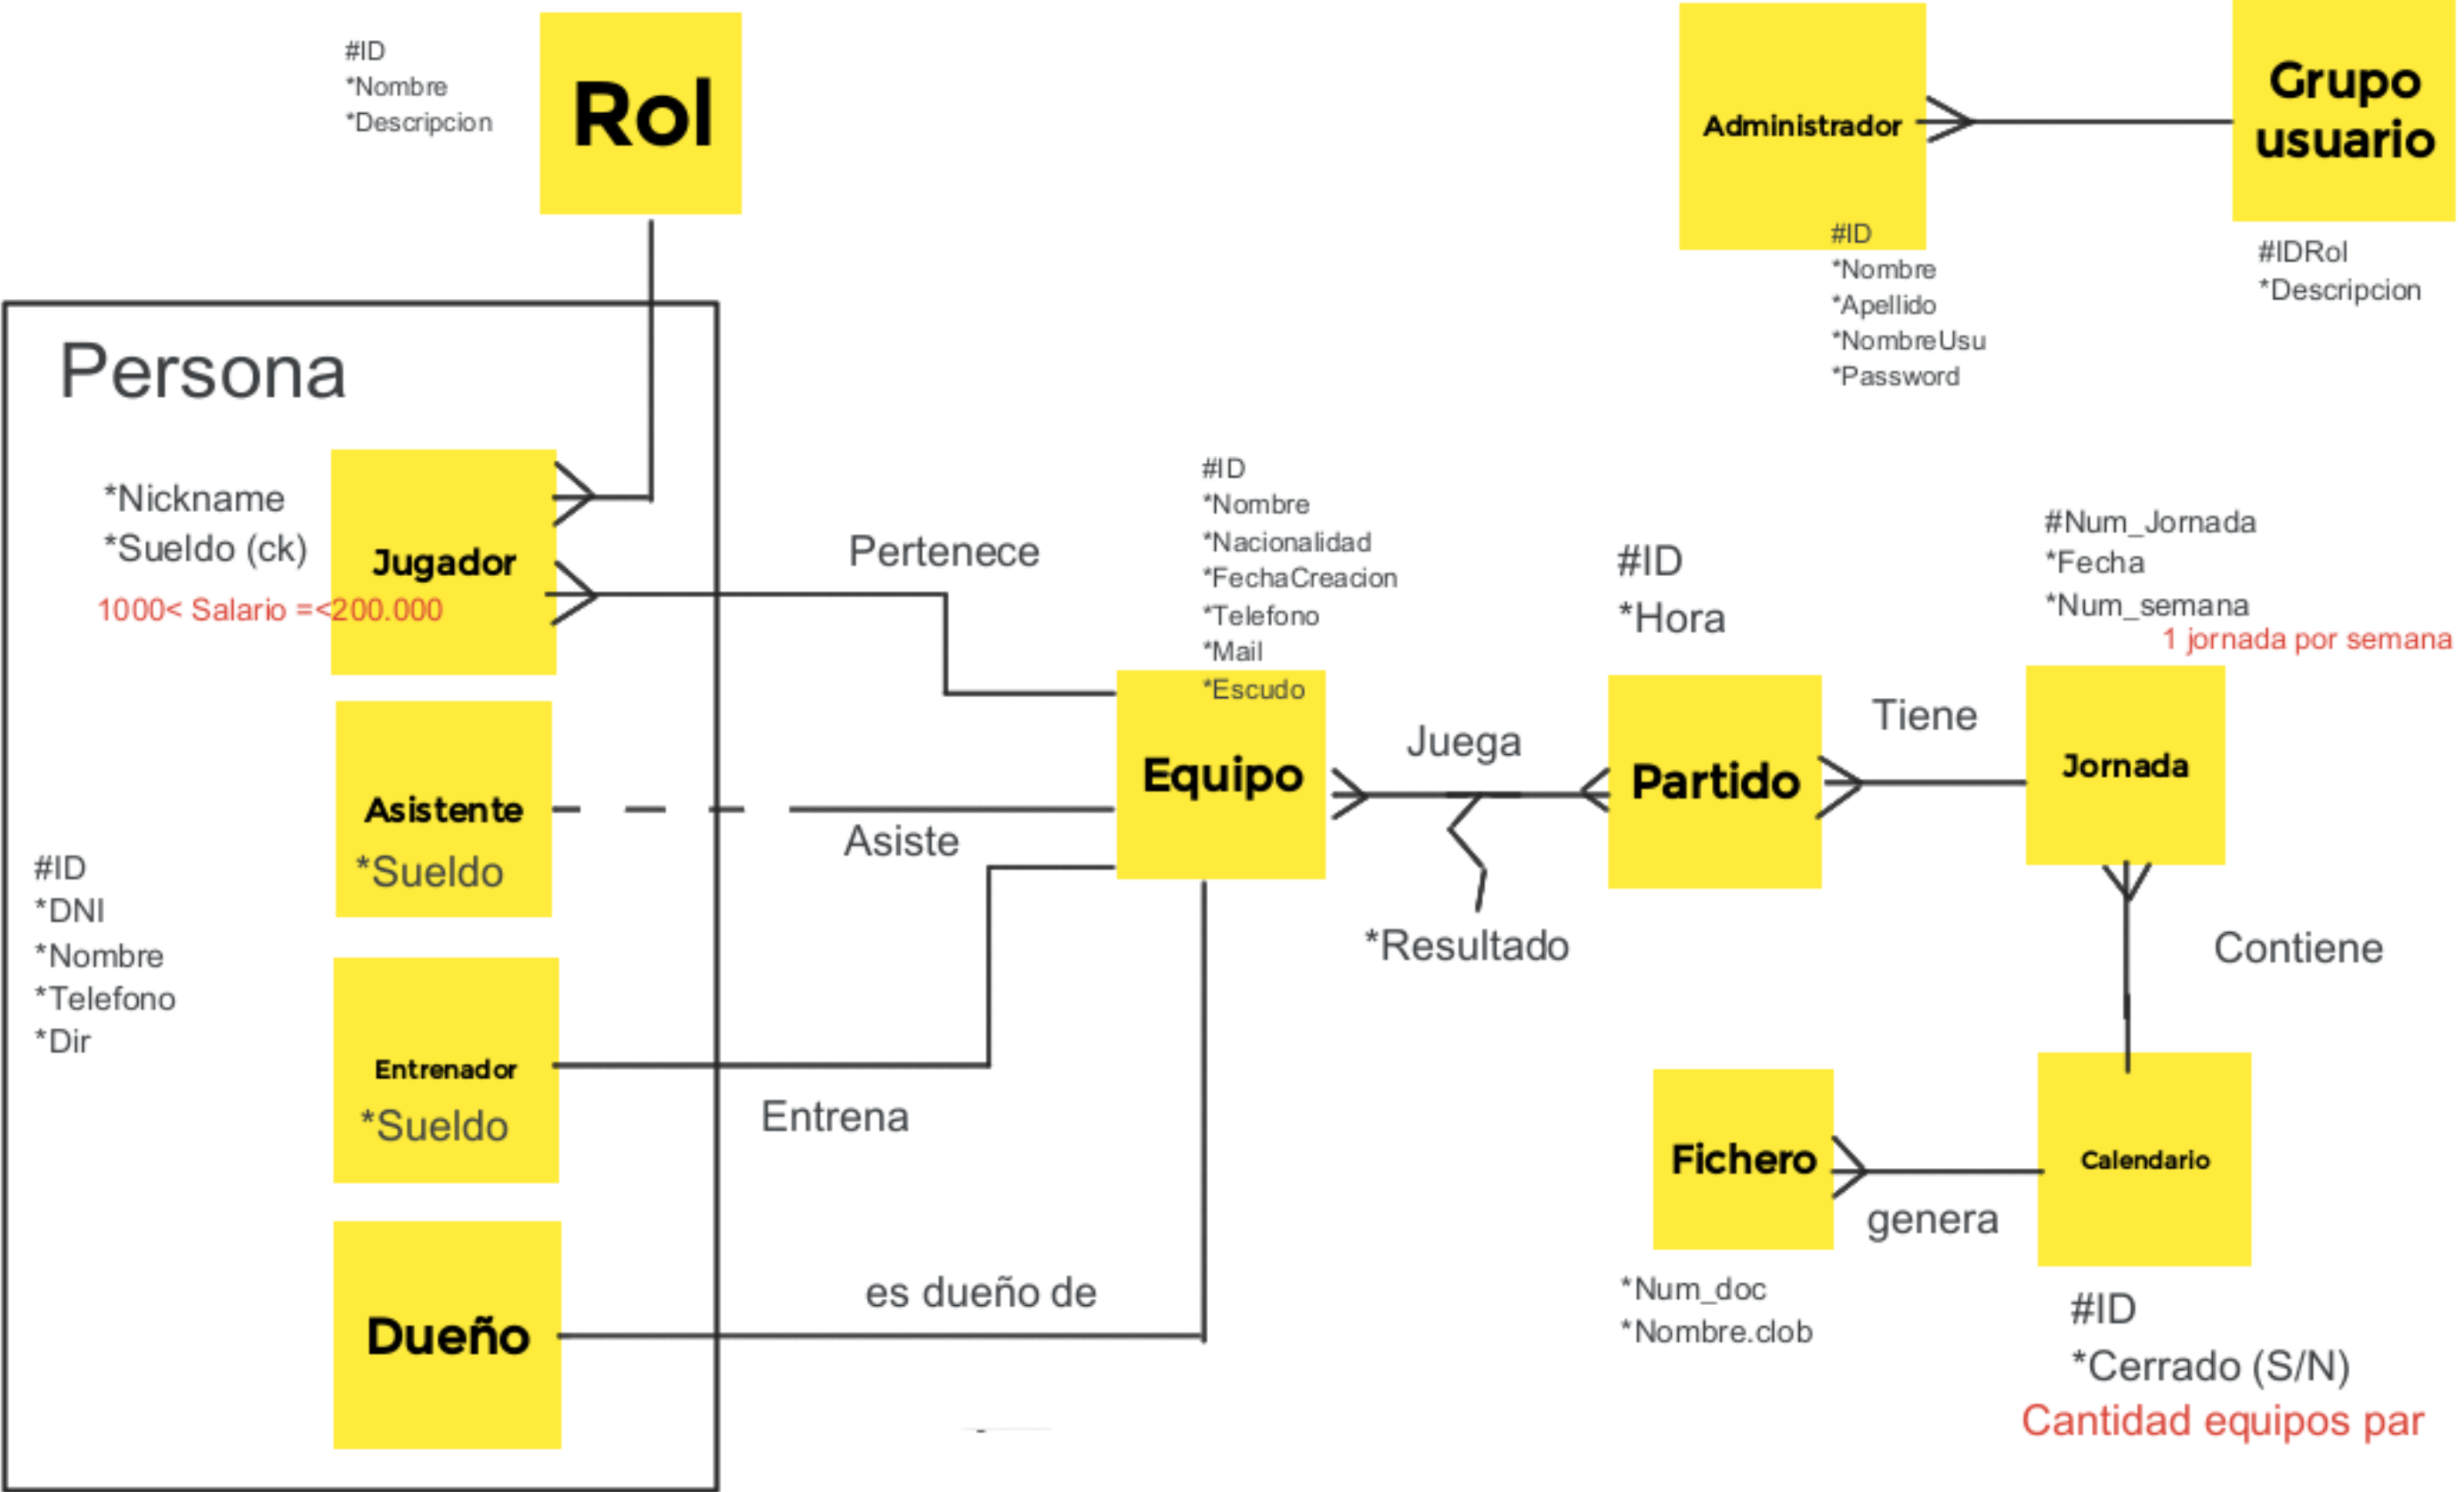 #ID
*Nombre
*Descripcion
Rol
Administrador
#ID
*Nombre
*Apellido
*NombreUsu
*Password
Grupo
usuario
#IDRol
*Descripcion
Persona
*Nickname
*Sueldo (ck)
1000< Salario =<200.000
Jugador
Asistente
*Sueldo
#ID
*DNI
*Nombre
*Telefono
*Dir
Entrenador
*Sueldo
Dueño
Pertenece
Asiste
Entrena
es dueño de
#ID
*Nombre
*Nacionalidad
*FechaCreacion
*Telefono
*Mail
*Escudo
Equipo
Juega
*Resultado
#ID
*Hora
Partido
Tiene
#Num_Jornada
*Fecha
*Num_semana
1 jornada por semana
Jornada
Contiene
Fichero
*Num_doc
*Nombre.clob
genera
Calendario
#ID
*Cerrado (S/N)
Cantidad equipos par